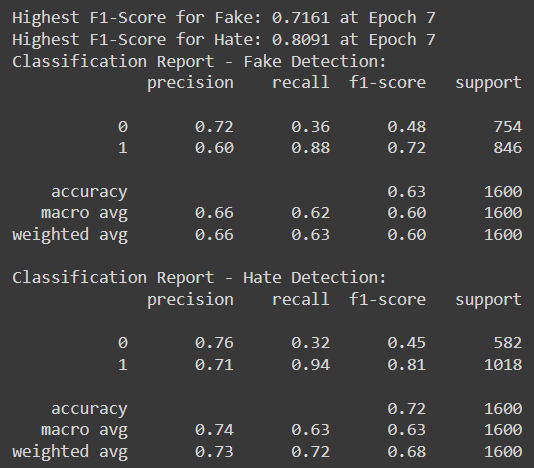 Highest F1-Score for Fake: 0.7161 at Epoch 7
Highest F1-Score for Hate: 0.8091 at Epoch 7
Classification Report - Fake Detection:
precision recall f1-score support
0 0.72 0.36 0.48 754
1 0.60 0.88 0.72 846
accuracy 0.63 1600
macro avg 0.66 0.62 0.60 1600
weighted avg 0.66 0.63 0.60 1600
Classification Report - Hate Detection:
precision recall f1-score support
0 0.76 0.32 0.45 582
1 0.71 0.94 0.81 1018
accuracy 0.72 1600
macro avg 0.74 0.63 0.63 1600
weighted avg 0.73 0.72 0.68 1600